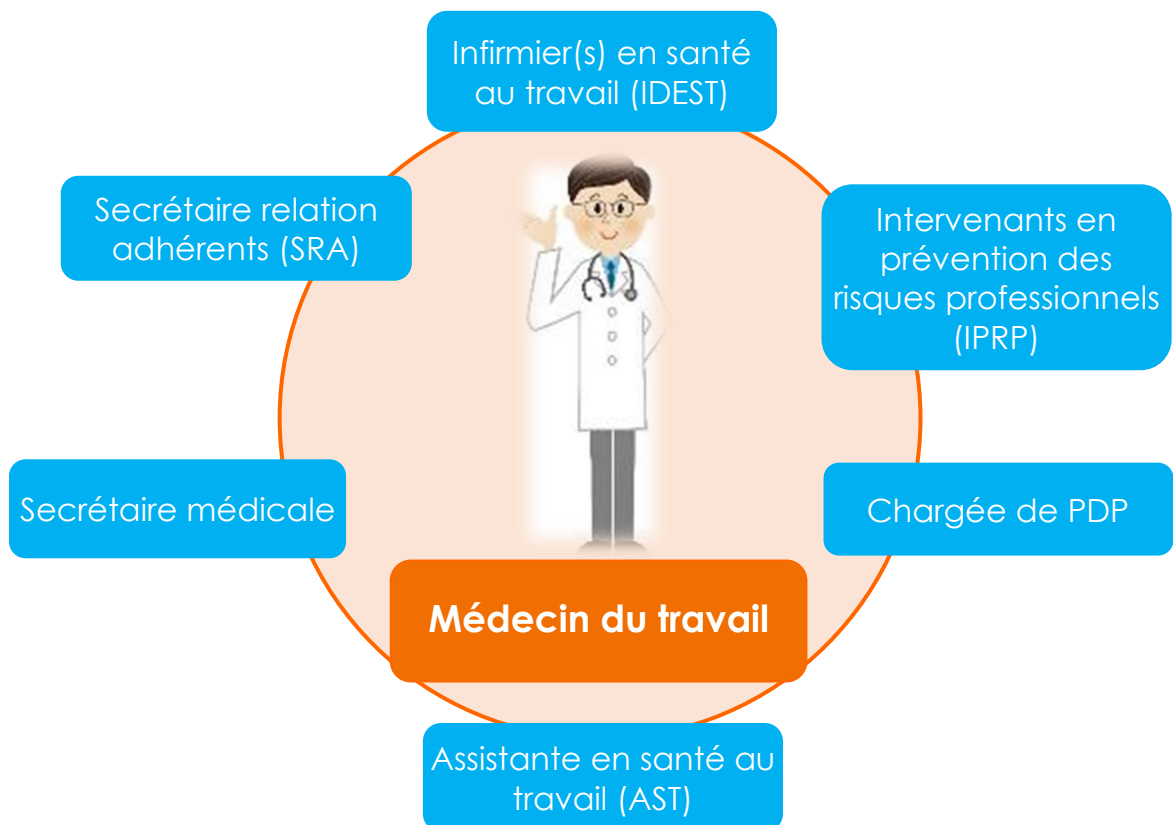 Infirmier(s) en santé
au travail (IDEST)
Secrétaire relation
adhérents (SRA)
Intervenants en
prévention des
risques professionnels
(IPRP)
Secrétaire médicale
Chargée de PDP
Médecin du travail
Assistante en santé au
travail (AST)